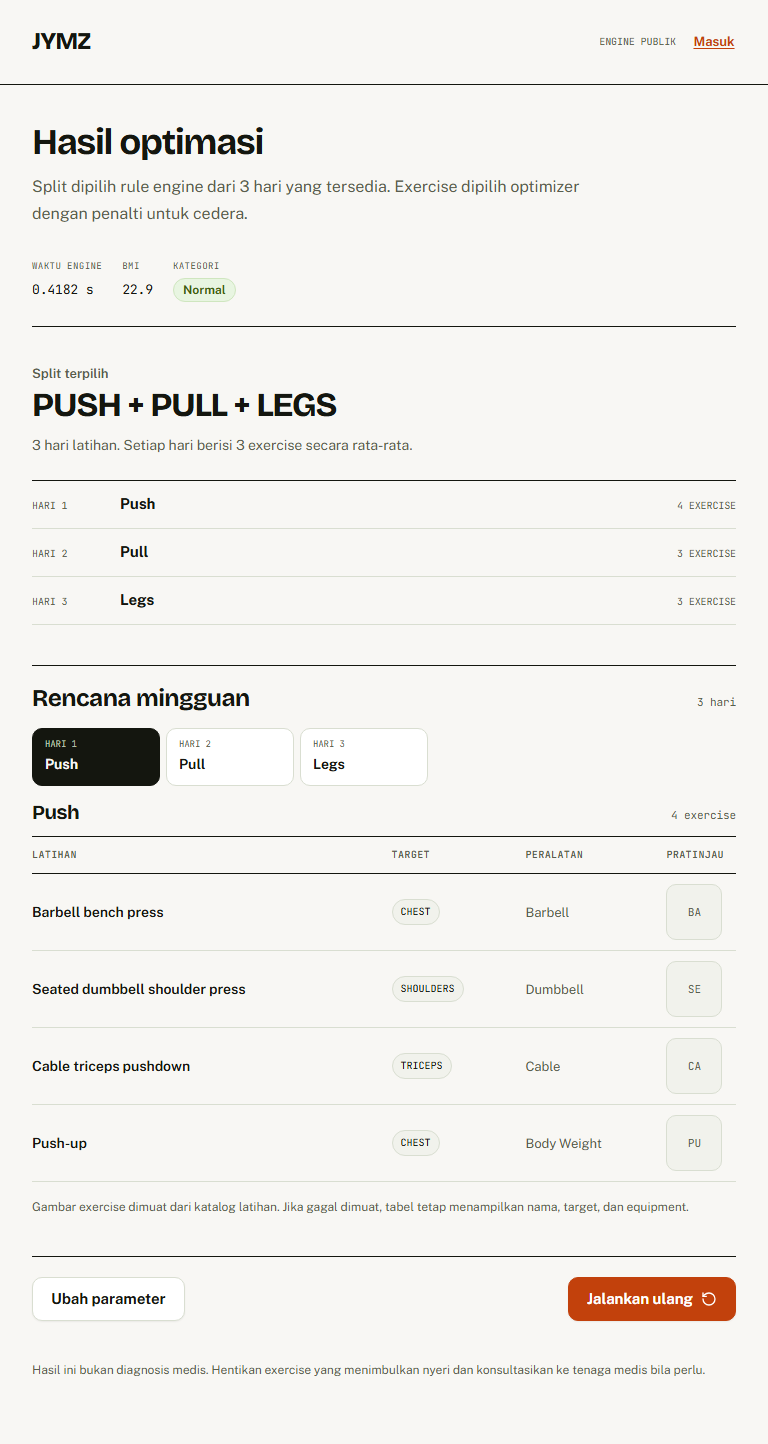 JYMZ
ENGINE PUBLIK Masuk
Hasil optimasi
Split dipilih rule engine dari 3 hari yang tersedia. Exercise dipilih optimizer
dengan penalti untuk cedera.
WAKTU ENGINE BMI KATEGORI
0.4182 s 22.9 Normal
Split terpilih
PUSH + PULL + LEGS
3 hari latihan. Setiap hari berisi 3 exercise secara rata-rata.
HARI 1 Push 4 EXERCISE
HARI 2 Pull 3 EXERCISE
HARI 3 Legs 3 EXERCISE
Rencana mingguan 3 hari
HARI 1 HARI 2 HARI 3
Push Pull Legs
Push 4 exercise
LATIHAN TARGET PERALATAN PRATINJAU
Barbell bench press CHEST Barbell BA
Seated dumbbell shoulder press SHOULDERS Dumbbell SE
Cable triceps pushdown TRICEPS Cable CA
Push-up CHEST Body Weight PU
Gambar exercise dimuat dari katalog latihan. Jika gagal dimuat, tabel tetap menampilkan nama, target, dan equipment.
Ubah parameter Jalankan ulang
Hasil ini bukan diagnosis medis. Hentikan exercise yang menimbulkan nyeri dan konsultasikan ke tenaga medis bila perlu.